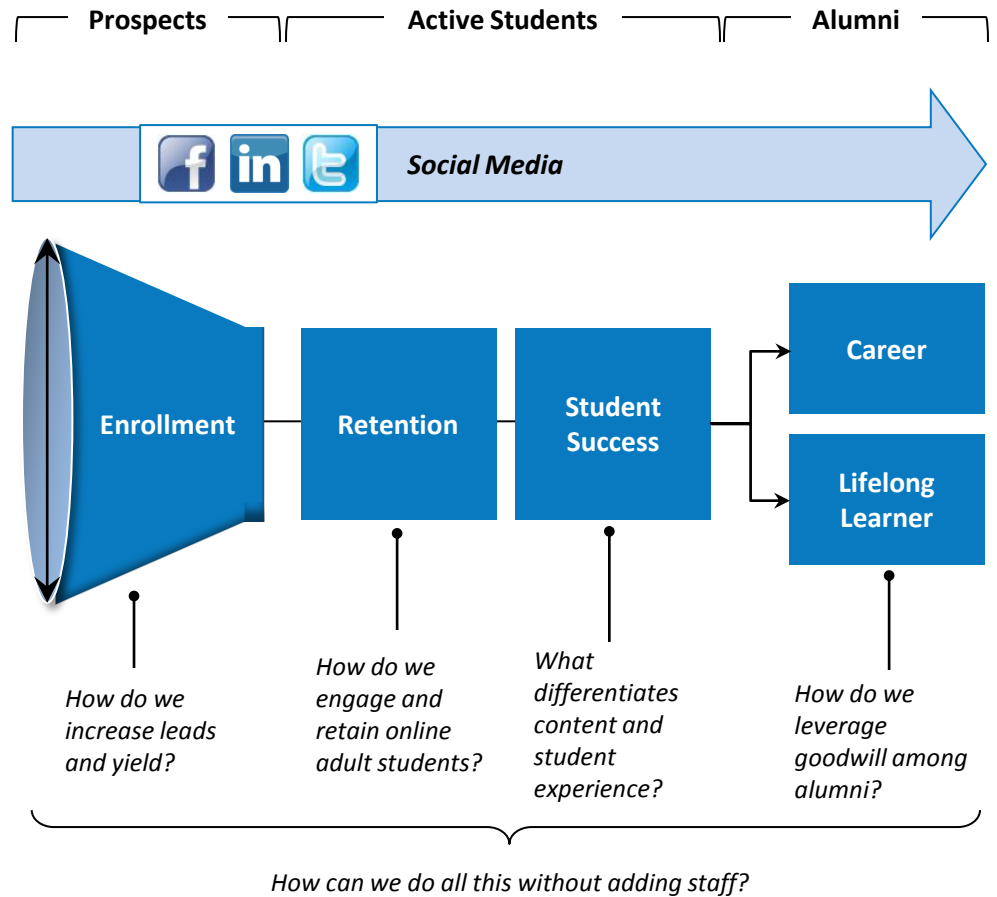 Prospects
Active Students
Alumni
f in t
Social Media
Enrollment
Retention
Student
Success
Career
Lifelong
Learner
How do we
increase leads
and yield?
How do we
engage and
retain online
adult students?
What
differentiates
content and
student
experience?
How do we
leverage
goodwill among
alumni?
How can we do all this without adding staff?